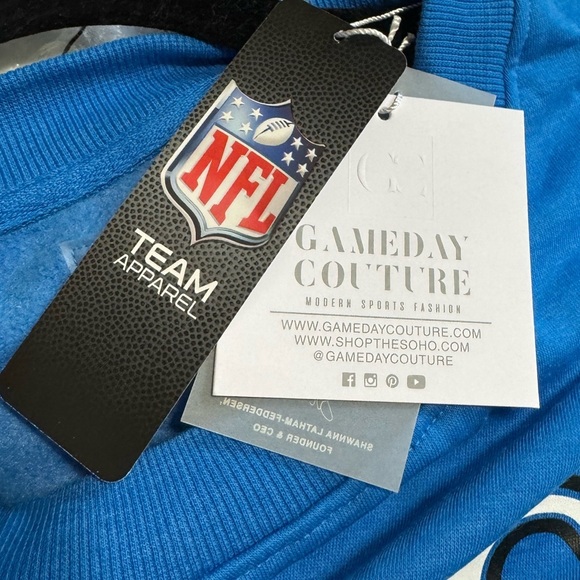 NFL
TEAM
APPAREL
GC
GAMEDAY
COUTURE
MODERN SPORTS FASHION
WWW.GAMEDAYCOUTURE.COM
WWW.SHOPTHESOHO.COM
@GAMEDAYCOUTURE
SHAWNNA LATHAM-FEDDERSEN,
FOUNDER & CEO